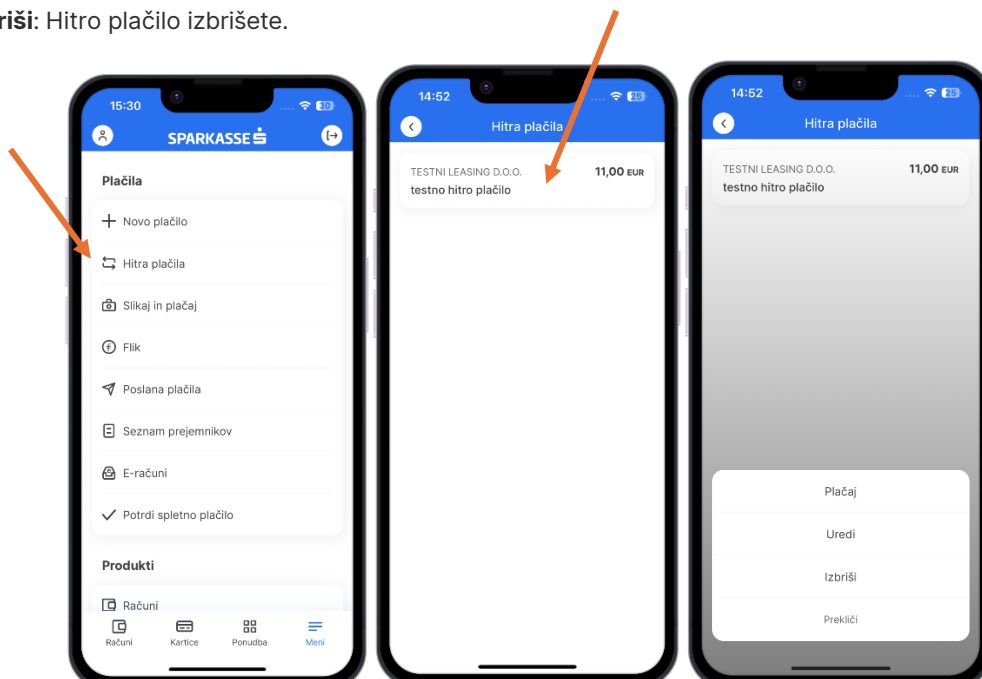 riši: Hitro plačilo izbrišete.
15:30
30
SPARKASSE
Plačila
Novo plačilo
Hitra plačila
Slikaj in plačaj
Flik
Poslana plačila
Seznam prejemnikov
E-računi
Potrdi spletno plačilo
Produkti
Računi
Računi
Kartice
Ponudba
Meni
14:52
25
Hitra plačila
TESTNI LEASING D.O.O.
11,00 EUR
testno hitro plačilo
14:52
25
Hitra plačila
TESTNI LEASING D.O.O.
11,00 EUR
testno hitro plačilo
Plačaj
Uredi
Izbriši
Prekliči